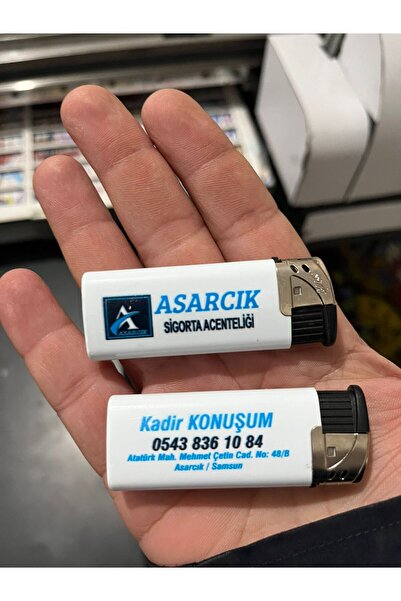 ASARCIK
SİGORTA ACENTELİĞİ
ASARCIK
Kadir KONUŞUM
0543 836 10 84
Atatürk Mah. Mehmet Çetin Cad. No: 48/B
Asarcık / Samsun